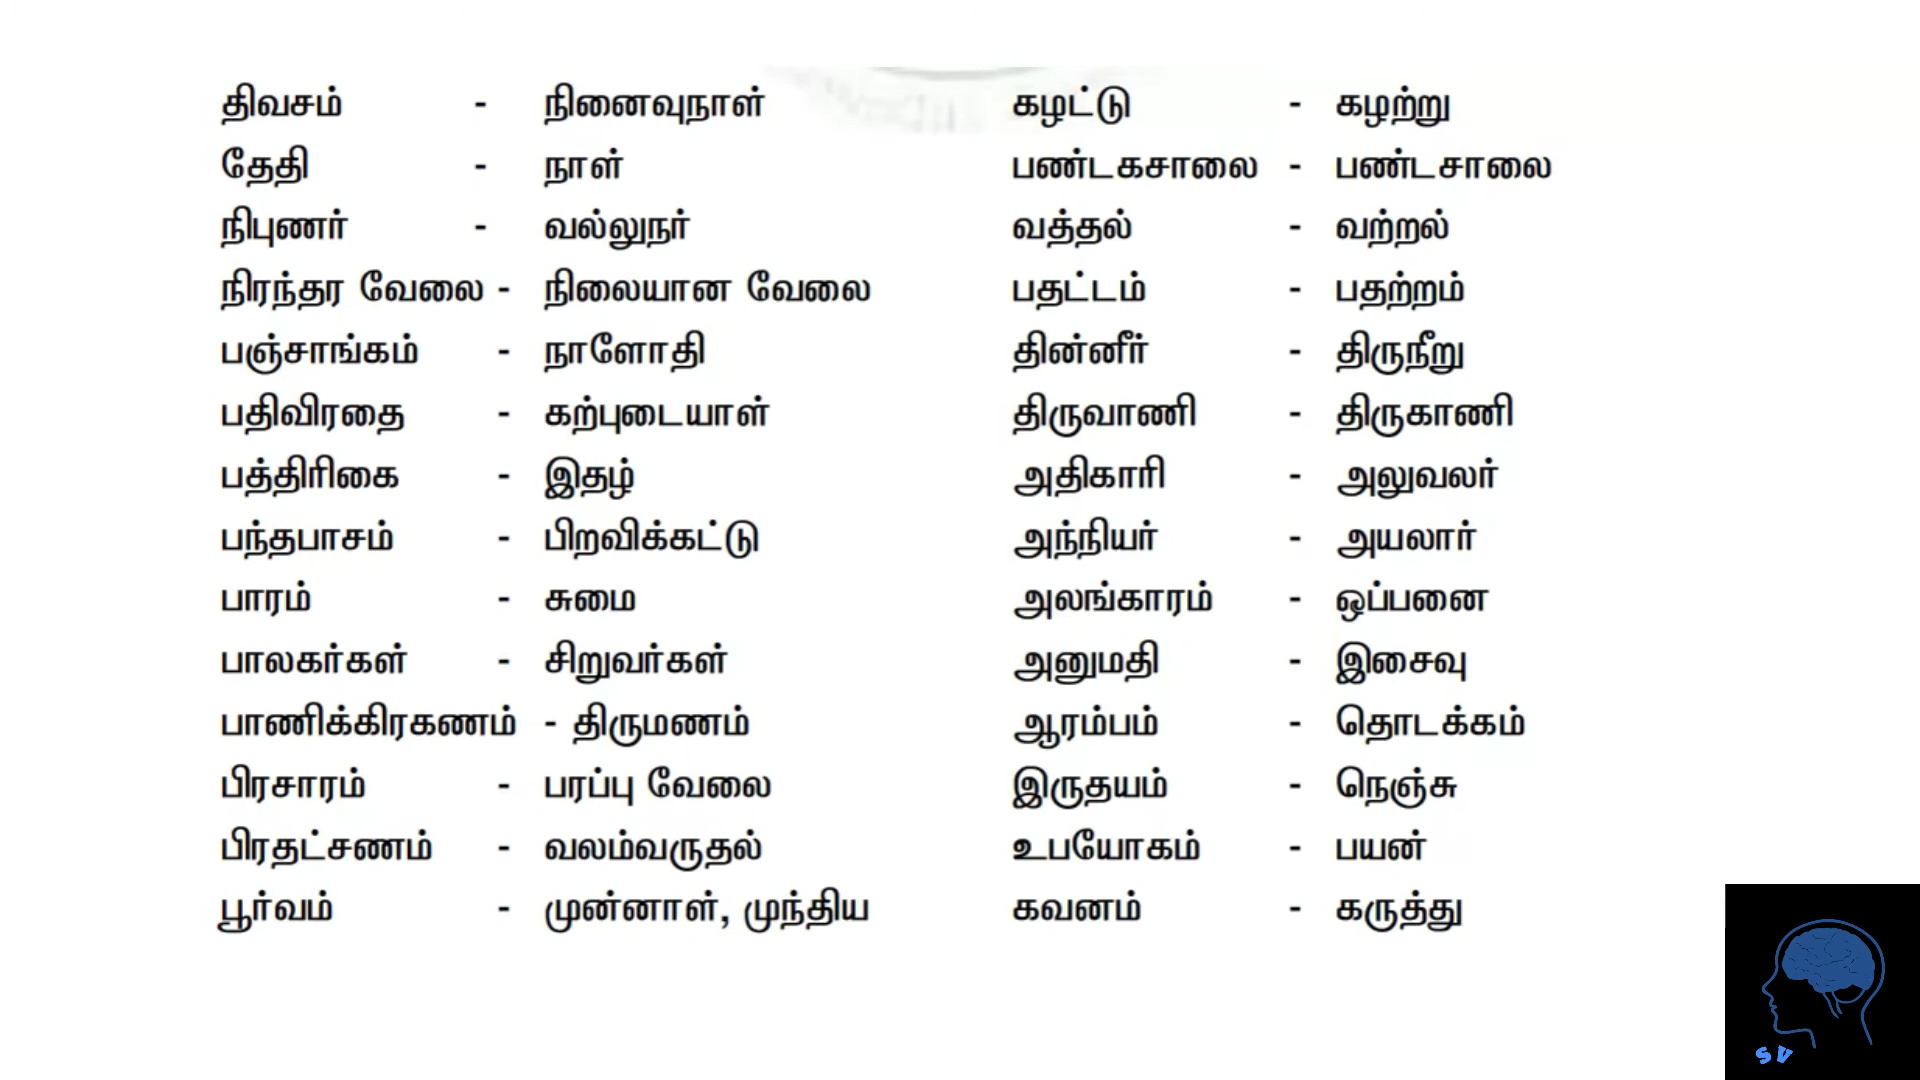 திவசம் - நினைவுநாள்
தேதி - நாள்
நிபுணர் - வல்லுநர்
நிரந்தர வேலை - நிலையான வேலை
பஞ்சாங்கம் - நாளோதி
பதிவிரதை - கற்புடையாள்
பத்திரிகை - இதழ்
பந்தபாசம் - பிறவிக்கட்டு
பாரம் - சுமை
பாலகர்கள் - சிறுவர்கள்
பாணிக்கிரகணம் - திருமணம்
பிரசாரம் - பரப்பு வேலை
பிரதட்சணம் - வலம்வருதல்
பூர்வம் - முன்னாள், முந்திய
கழட்டு - கழற்று
பண்டகசாலை - பண்டசாலை
வத்தல் - வற்றல்
பதட்டம் - பதற்றம்
தின்னீர் - திருநீறு
திருவாணி - திருகாணி
அதிகாரி - அலுவலர்
அந்நியர் - அயலார்
அலங்காரம் - ஒப்பனை
அனுமதி - இசைவு
ஆரம்பம் - தொடக்கம்
இருதயம் - நெஞ்சு
உபயோகம் - பயன்
கவனம் - கருத்து
SV